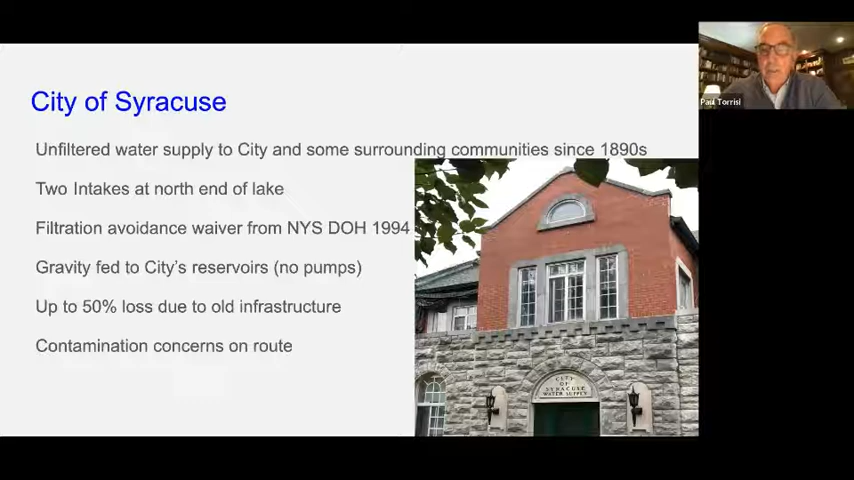 City of Syracuse
Unfiltered water supply to City and some surrounding communities since 1890s
Two Intakes at north end of lake
Filtration avoidance waiver from NYS DOH 1994
Gravity fed to City's reservoirs (no pumps)
Up to 50% loss due to old infrastructure
Contamination concerns on route
CITY
OF
SYRACUSE
WATER SUPPLY
Paul Torrisi